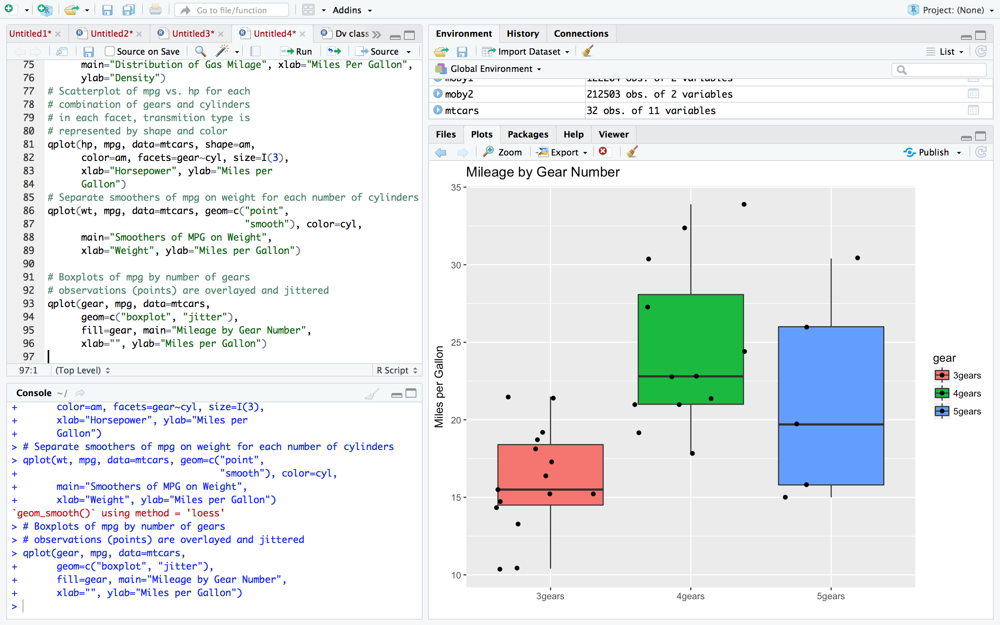 Go to file/function
Addins
Project: (None)
Untitled1*
Untitled2*
Untitled3*
Untitled4*
Dv class
Source on Save
Run
Source
75 main="Distribution of Gas Milage", xlab="Miles Per Gallon",
76 ylab="Density")
77 # Scatterplot of mpg vs. hp for each
78 # combination of gears and cylinders
79 # in each facet, transmition type is
80 # represented by shape and color
81 qplot(hp, mpg, data=mtcars, shape=am,
82 color=am, facets=gear~cyl, size=I(3),
83 xlab="Horsepower", ylab="Miles per
84 Gallon")
85 # Separate smoothers of mpg on weight for each number of cylinders
86 qplot(wt, mpg, data=mtcars, geom=c("point",
87 "smooth"), color=cyl,
88 main="Smoothers of MPG on Weight",
89 xlab="Weight", ylab="Miles per Gallon")
90
91 # Boxplots of mpg by number of gears
92 # observations (points) are overlayed and jittered
93 qplot(gear, mpg, data=mtcars,
94 geom=c("boxplot", "jitter"),
95 fill=gear, main="Mileage by Gear Number",
96 xlab="", ylab="Miles per Gallon")
97
97:1 (Top Level) R Script
Console ~/
+ color=am, facets=gear~cyl, size=I(3),
+ xlab="Horsepower", ylab="Miles per
+ Gallon")
> # Separate smoothers of mpg on weight for each number of cylinders
> qplot(wt, mpg, data=mtcars, geom=c("point",
+ "smooth"), color=cyl,
+ main="Smoothers of MPG on Weight",
+ xlab="Weight", ylab="Miles per Gallon")
`geom_smooth()` using method = 'loess'
> # Boxplots of mpg by number of gears
> # observations (points) are overlayed and jittered
> qplot(gear, mpg, data=mtcars,
+ geom=c("boxplot", "jitter"),
+ fill=gear, main="Mileage by Gear Number",
+ xlab="", ylab="Miles per Gallon")
>
Environment History Connections
Import Dataset
List
Global Environment
moby1 122204 obs. of 2 variables
moby2 212503 obs. of 2 variables
mtcars 32 obs. of 11 variables
Files Plots Packages Help Viewer
Zoom Export Publish
Mileage by Gear Number
35
30
25
20
15
10
Miles per Gallon
3gears 4gears 5gears
gear
3gears
4gears
5gears